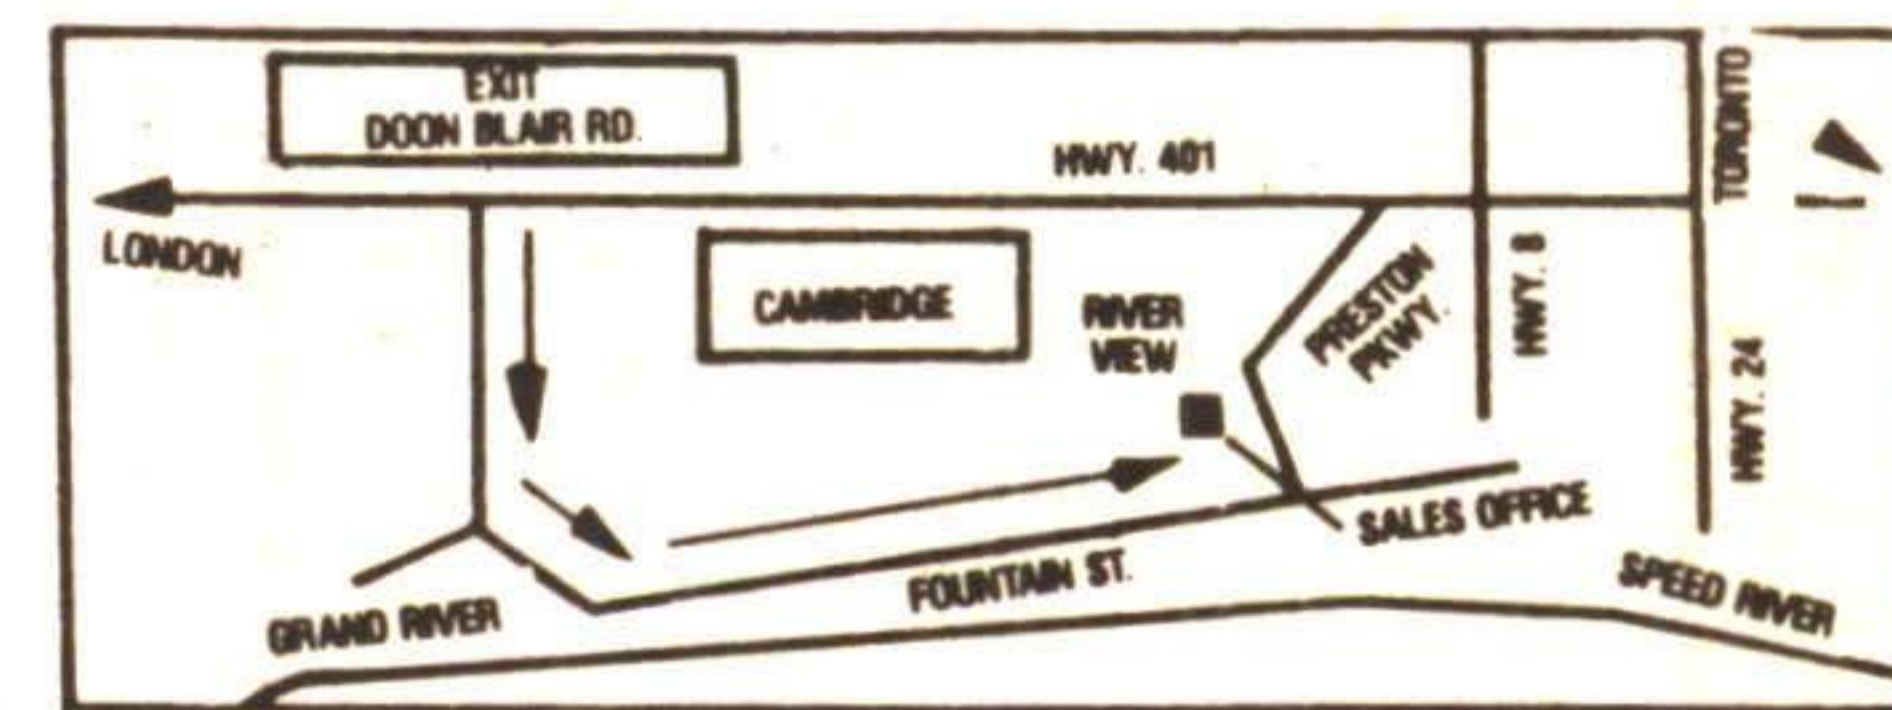 EXIT
DOON BLAIR RD.
HWY. 401
TORONTO
LONDON
CAMBRIDGE
RIVER
VIEW
PRESTON
PKWY.
HWY. 8
HWY. 24
SALES OFFICE
FOUNTAIN ST.
GRAND RIVER
SPEED RIVER